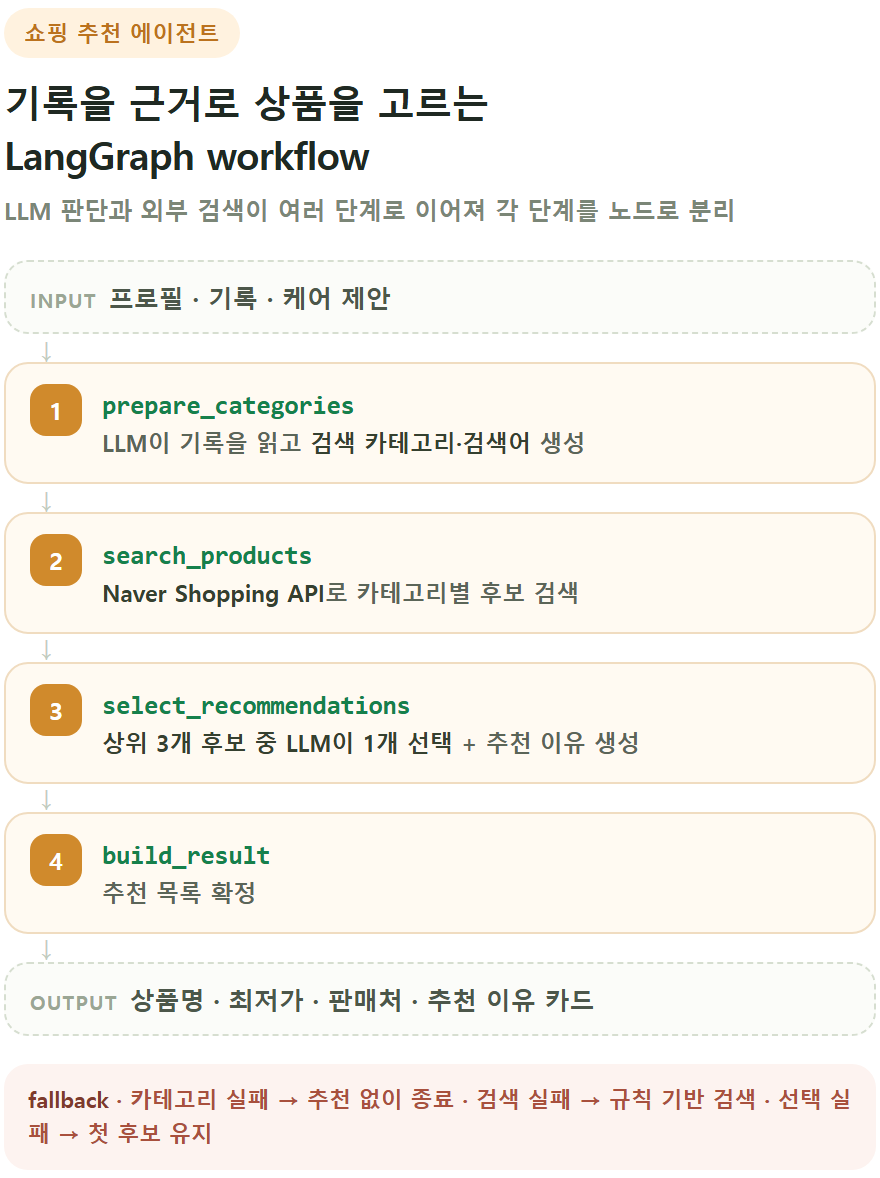 쇼핑 추천 에이전트
기록을 근거로 상품을 고르는
LangGraph workflow
LLM 판단과 외부 검색이 여러 단계로 이어져 각 단계를 노드로 분리
INPUT 프로필 · 기록 · 케어 제안
↓
1 prepare_categories
LLM이 기록을 읽고 검색 카테고리·검색어 생성
↓
2 search_products
Naver Shopping API로 카테고리별 후보 검색
↓
3 select_recommendations
상위 3개 후보 중 LLM이 1개 선택 + 추천 이유 생성
↓
4 build_result
추천 목록 확정
↓
OUTPUT 상품명 · 최저가 · 판매처 · 추천 이유 카드
fallback · 카테고리 실패 → 추천 없이 종료 · 검색 실패 → 규칙 기반 검색 · 선택 실
패 → 첫 후보 유지